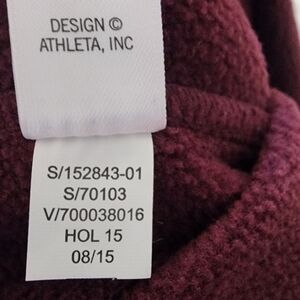 DESIGN ©
ATHLETA, INC
S/152843-01
S/70103
V/700038016
HOL 15
08/15